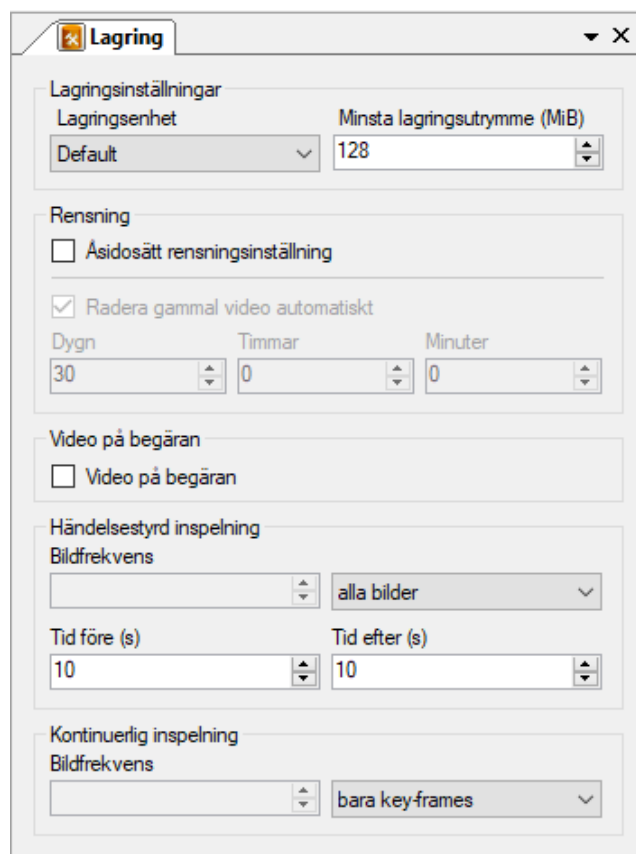 Lagring
Lagringsinställningar
Lagringsenhet Minsta lagringsutrymme (MiB)
Default 128
Rensning
Åsidosätt rensningsinställning
Radera gammal video automatiskt
Dygn Timmar Minuter
30 0 0
Video på begäran
Video på begäran
Händelsestyrd inspelning
Bildfrekvens
alla bilder
Tid före (s) Tid efter (s)
10 10
Kontinuerlig inspelning
Bildfrekvens
bara key-frames